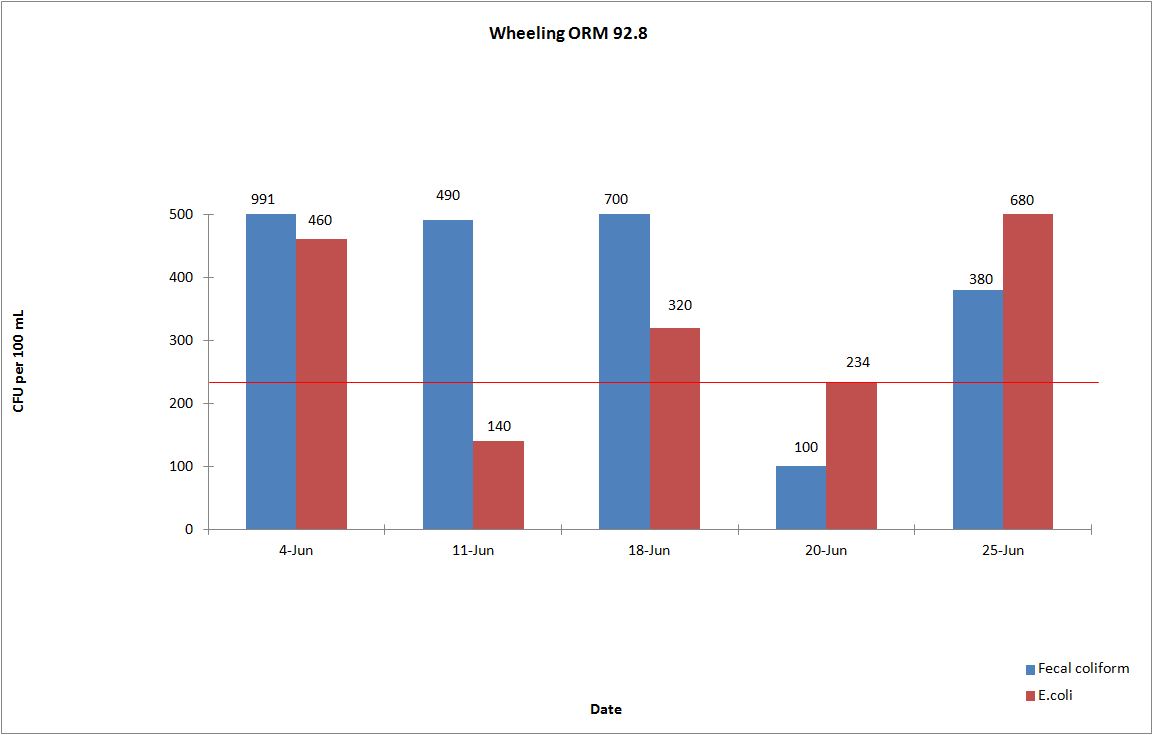 Wheeling ORM 92.8
991
460
490
140
700
320
100
234
380
680
500
400
300
200
100
0
CFU per 100 mL
4-Jun
11-Jun
18-Jun
20-Jun
25-Jun
Fecal coliform
E.coli
Date